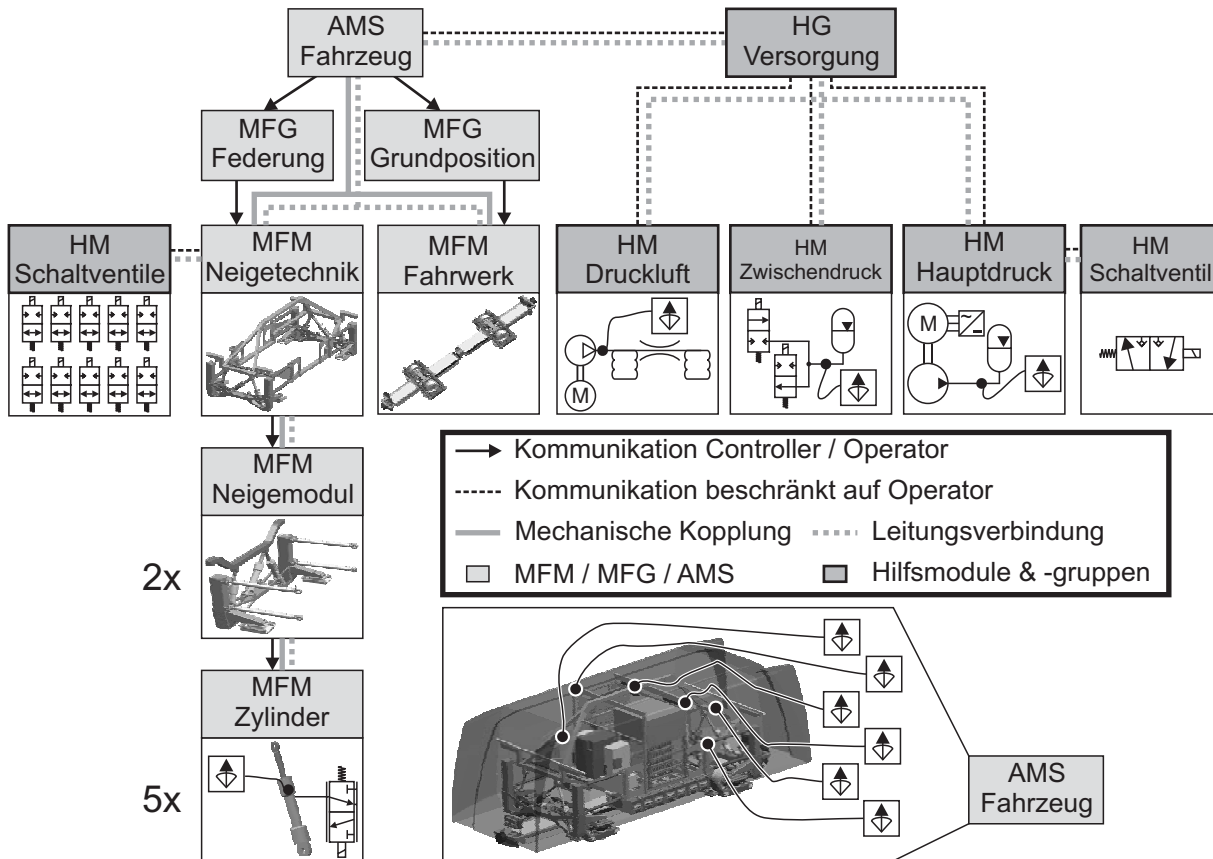 AMS
Fahrzeug
HG
Versorgung
MFG
Federung
MFG
Grundposition
HM
Schaltventile
MFM
Neigetechnik
MFM
Fahrwerk
HM
Druckluft
HM
Zwischendruck
HM
Hauptdruck
HM
Schaltventil
M
M
MFM
Neigemodul
2x
Kommunikation Controller / Operator
Kommunikation beschränkt auf Operator
Mechanische Kopplung
Leitungsverbindung
MFM / MFG / AMS
Hilfsmodule & -gruppen
MFM
Zylinder
5x
AMS
Fahrzeug